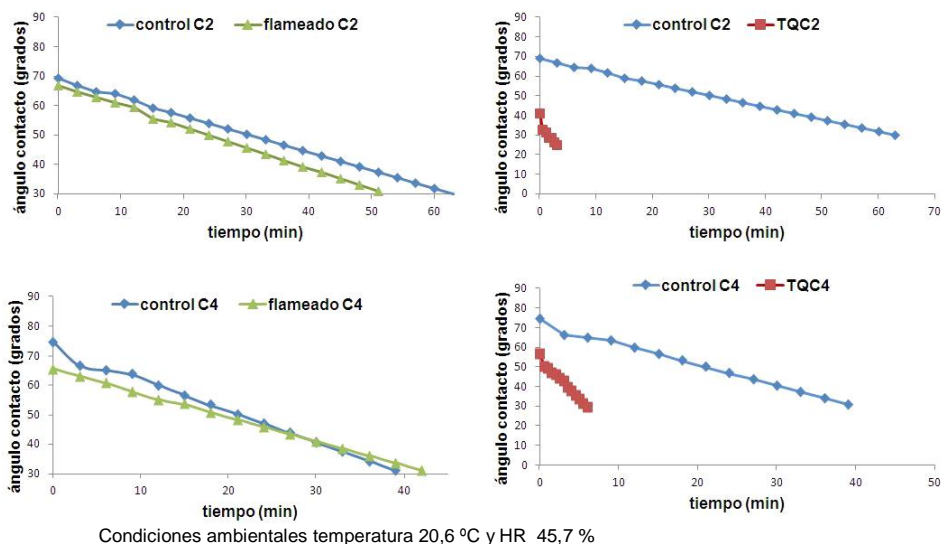 control C2 flameado C2
ángulo contacto (grados)
90
80
70
60
50
40
30
0 10 20 30 40 50 60
tiempo (min)
control C2 TQC2
ángulo contacto (grados)
90
80
70
60
50
40
30
20
10
0
0 10 20 30 40 50 60 70
tiempo (min)
control C4 flameado C4
ángulo contacto (grados)
90
80
70
60
50
40
30
0 10 20 30 40
tiempo (min)
control C4 TQC4
ángulo contacto (grados)
90
80
70
60
50
40
30
20
10
0
0 10 20 30 40 50
tiempo (min)
Condiciones ambientales temperatura 20,6 ºC y HR 45,7 %